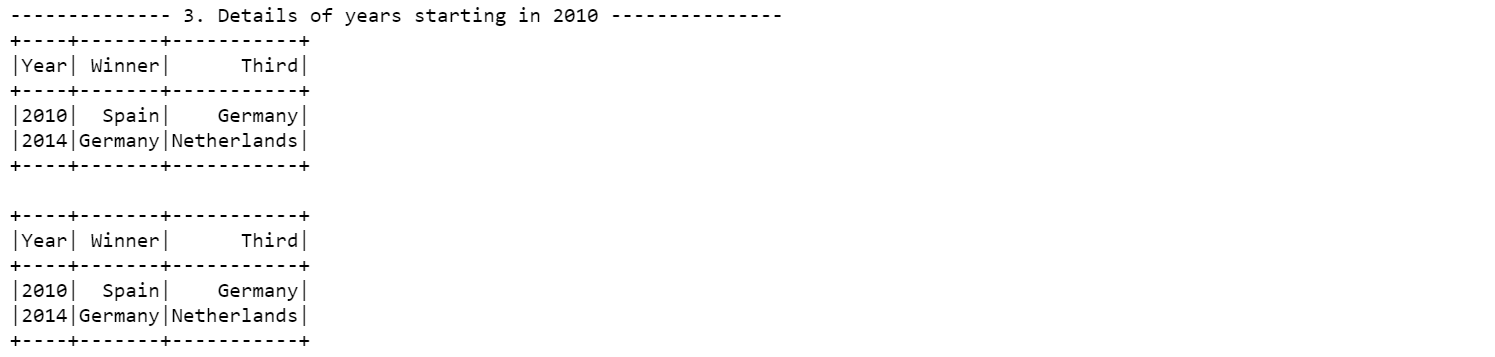 -------------- 3. Details of years starting in 2010 ---------------
+----+-------+-----------+
|Year| Winner|      Third|
+----+-------+-----------+
|2010|  Spain|    Germany|
|2014|Germany|Netherlands|
+----+-------+-----------+

+----+-------+-----------+
|Year| Winner|      Third|
+----+-------+-----------+
|2010|  Spain|    Germany|
|2014|Germany|Netherlands|
+----+-------+-----------+